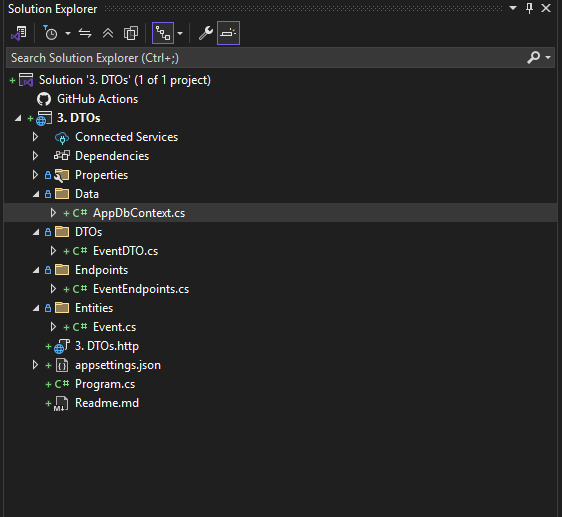 Solution Explorer
Search Solution Explorer (Ctrl+;)
Solution '3. DTOs' (1 of 1 project)
GitHub Actions
3. DTOs
Connected Services
Dependencies
Properties
Data
C# AppDbContext.cs
DTOs
C# EventDTO.cs
Endpoints
C# EventEndpoints.cs
Entities
C# Event.cs
3. DTOs.http
appsettings.json
C# Program.cs
M↓ Readme.md